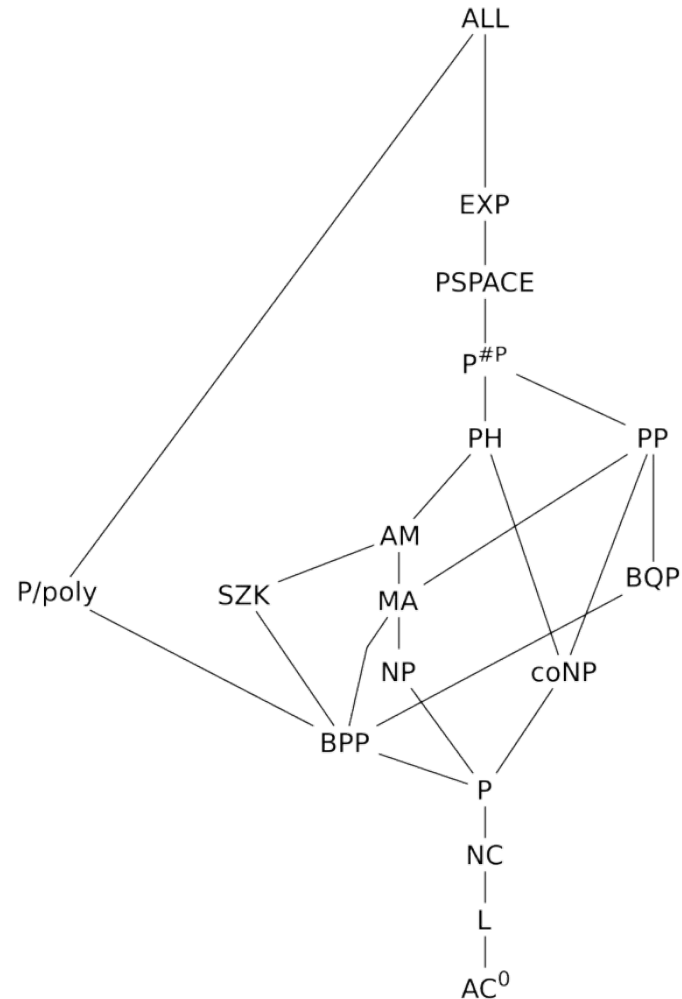 ALL
EXP
PSPACE
P^#P
PH
PP
AM
BQP
P/poly
SZK
MA
NP
coNP
BPP
P
NC
L
AC^0